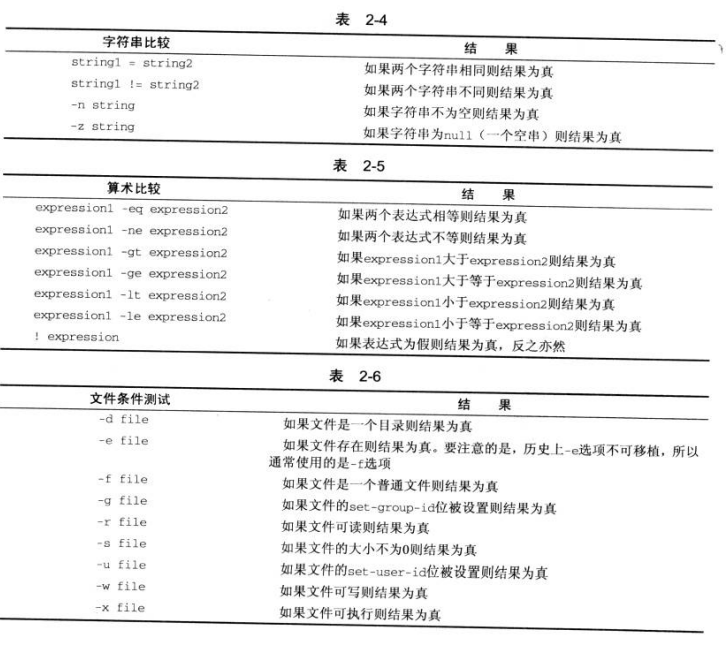 表 2-4
字符串比较 结 果
string1 = string2 如果两个字符串相同则结果为真
string1 != string2 如果两个字符串不同则结果为真
-n string 如果字符串不为空则结果为真
-z string 如果字符串为null（一个空串）则结果为真
表 2-5
算术比较 结 果
expression1 -eq expression2 如果两个表达式相等则结果为真
expression1 -ne expression2 如果两个表达式不等则结果为真
expression1 -gt expression2 如果expression1大于expression2则结果为真
expression1 -ge expression2 如果expression1大于等于expression2则结果为真
expression1 -lt expression2 如果expression1小于expression2则结果为真
expression1 -le expression2 如果expression1小于等于expression2则结果为真
! expression 如果表达式为假则结果为真，反之亦然
表 2-6
文件条件测试 结 果
-d file 如果文件是一个目录则结果为真
-e file 如果文件存在则结果为真。要注意的是，历史上-e选项不可移植，所以
通常使用的是-f选项
-f file 如果文件是一个普通文件则结果为真
-g file 如果文件的set-group-id位被设置则结果为真
-r file 如果文件可读则结果为真
-s file 如果文件的大小不为0则结果为真
-u file 如果文件的set-user-id位被设置则结果为真
-w file 如果文件可写则结果为真
-x file 如果文件可执行则结果为真